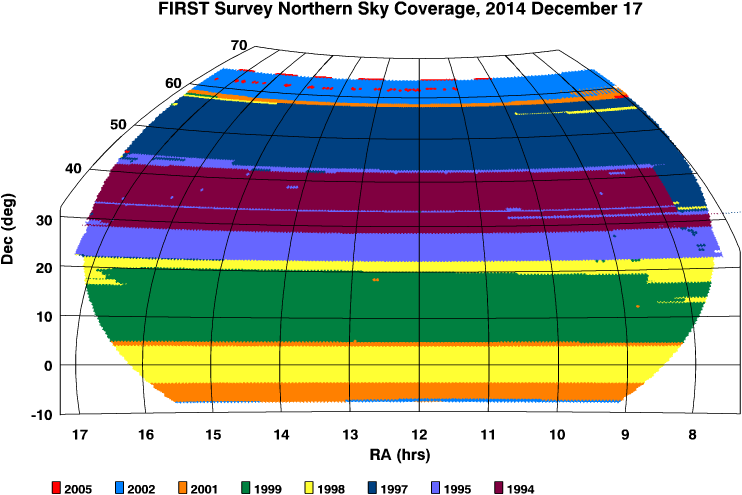 FIRST Survey Northern Sky Coverage, 2014 December 17
70
60
50
40
30
20
10
0
-10
Dec (deg)
17 16 15 14 13 12 11 10 9 8
RA (hrs)
2005 2002 2001 1999 1998 1997 1995 1994